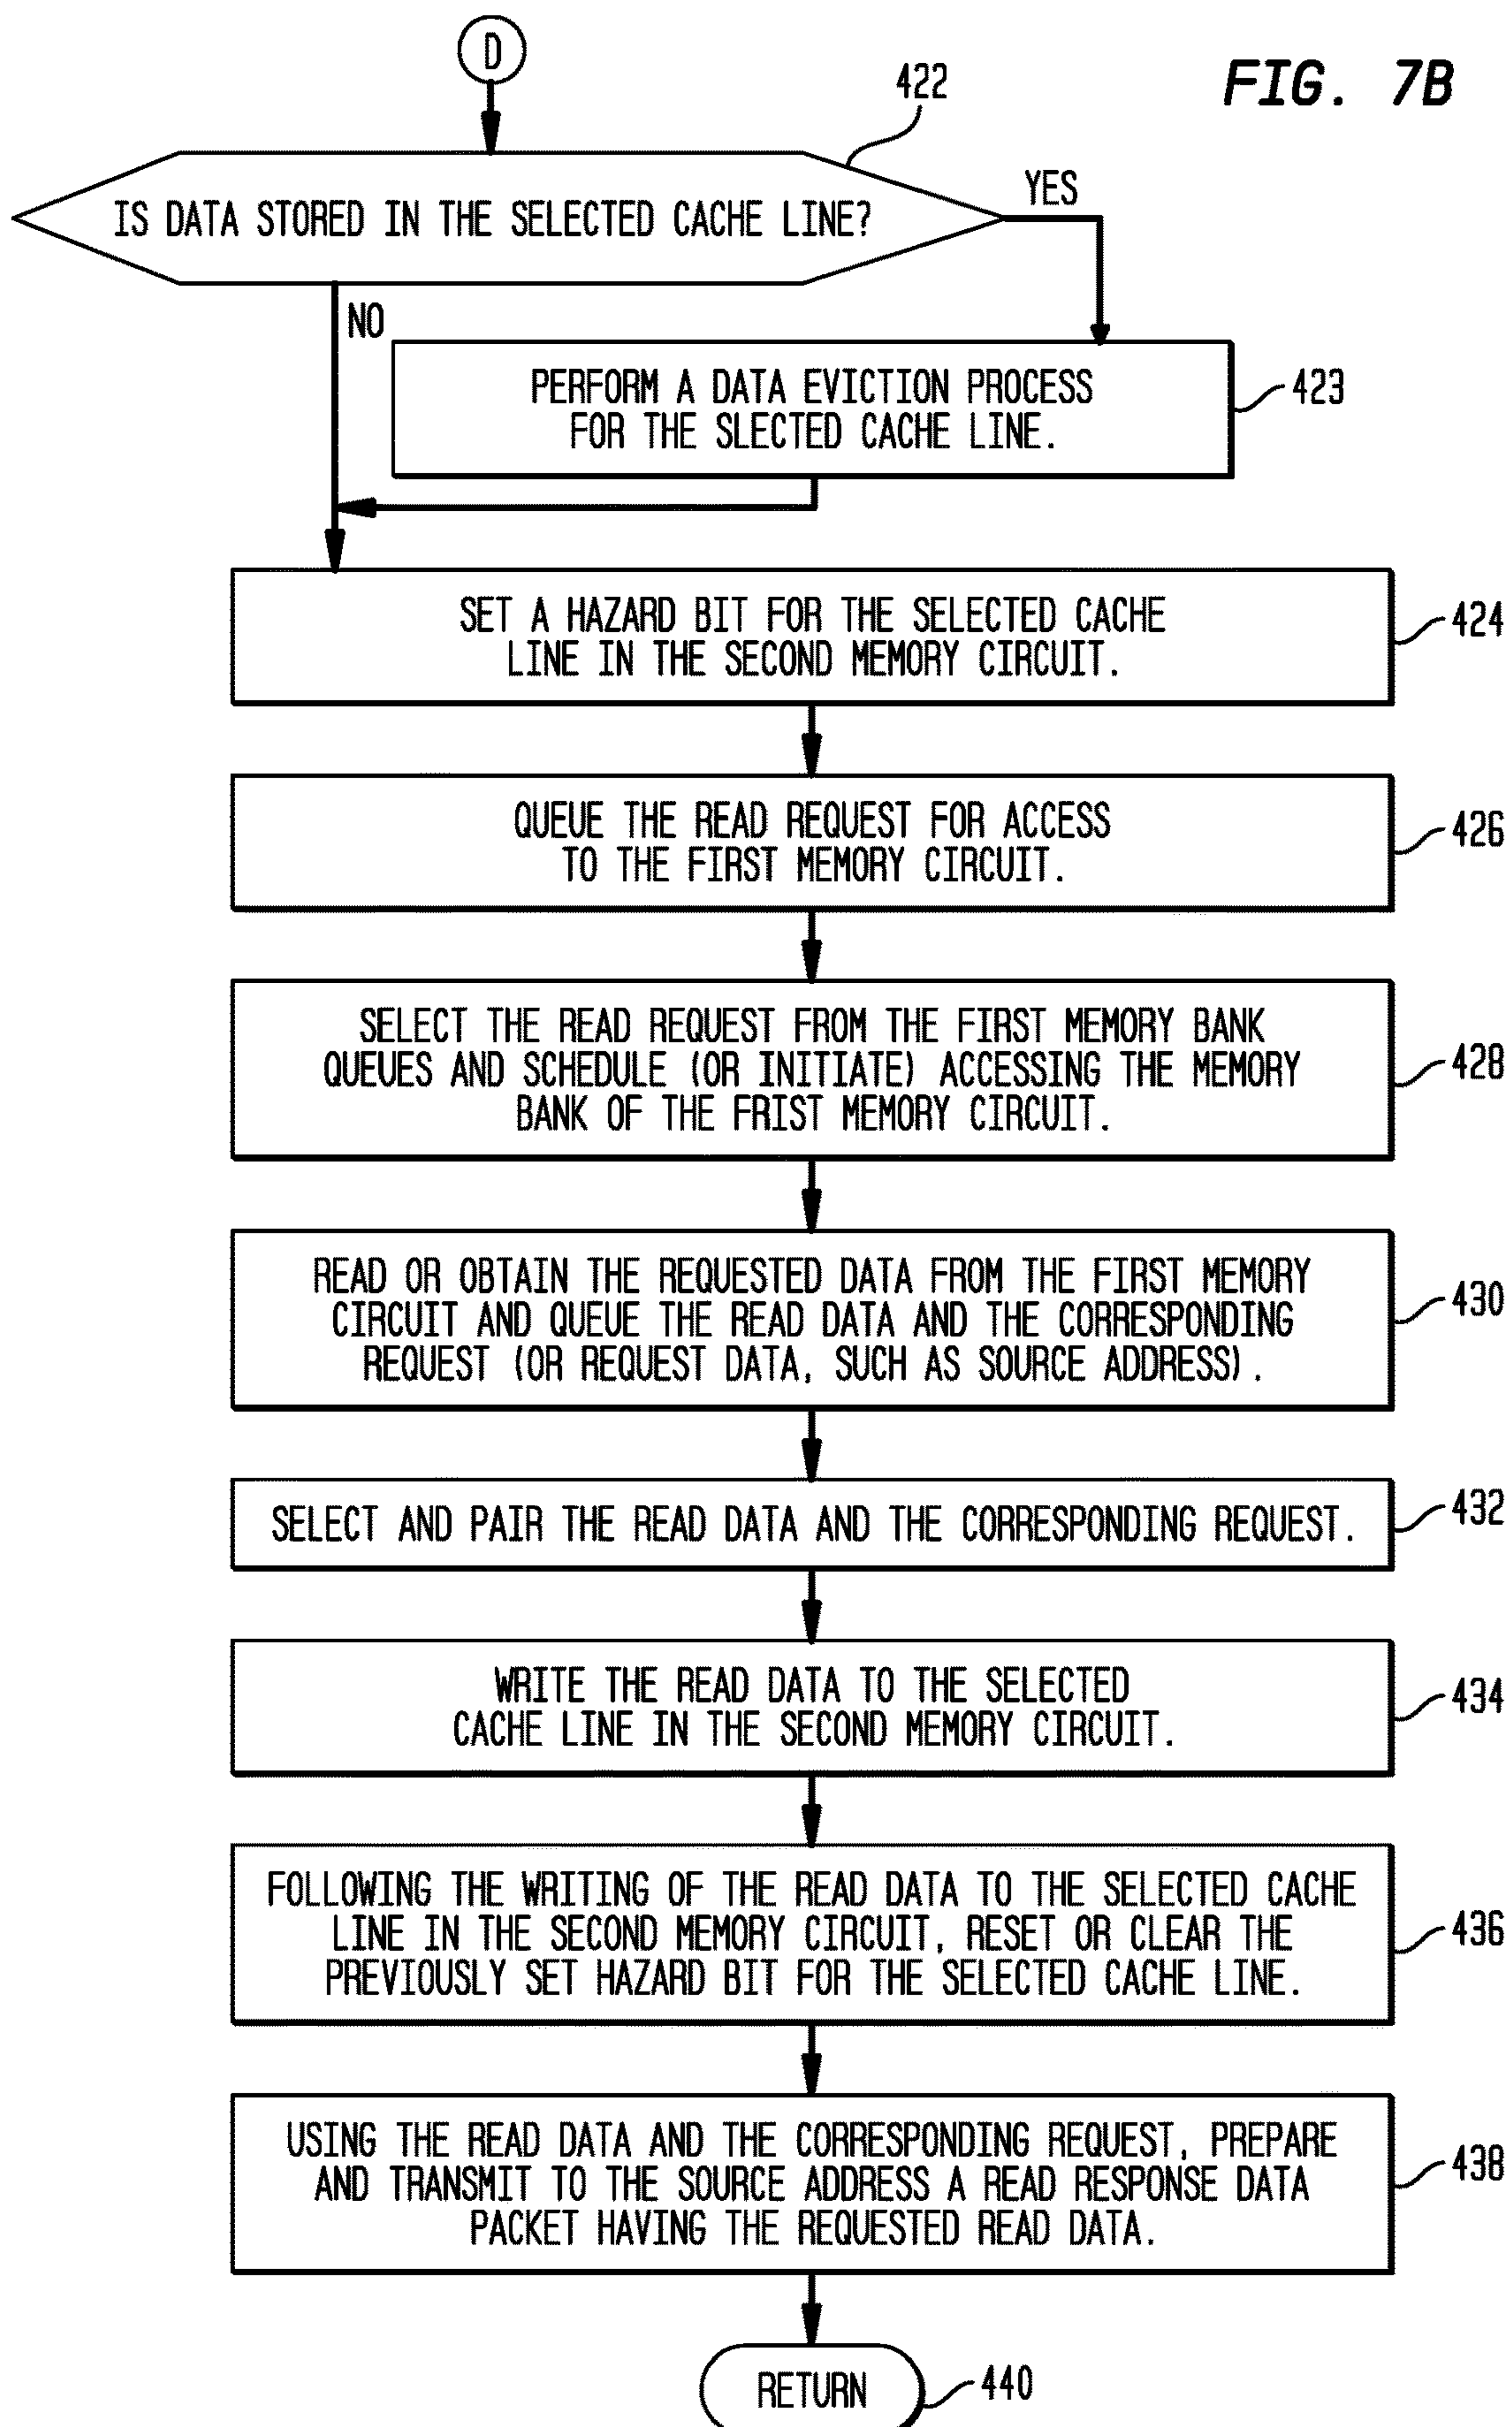 D
422
FIG. 7B
IS DATA STORED IN THE SELECTED CACHE LINE?
YES
NO
PERFORM A DATA EVICTION PROCESS
FOR THE SLECTED CACHE LINE.
423
SET A HAZARD BIT FOR THE SELECTED CACHE
LINE IN THE SECOND MEMORY CIRCUIT.
424
QUEUE THE READ REQUEST FOR ACCESS
TO THE FIRST MEMORY CIRCUIT.
426
SELECT THE READ REQUEST FROM THE FIRST MEMORY BANK
QUEUES AND SCHEDULE (OR INITIATE) ACCESSING THE MEMORY
BANK OF THE FRIST MEMORY CIRCUIT.
428
READ OR OBTAIN THE REQUESTED DATA FROM THE FIRST MEMORY
CIRCUIT AND QUEUE THE READ DATA AND THE CORRESPONDING
REQUEST (OR REQUEST DATA, SUCH AS SOURCE ADDRESS).
430
SELECT AND PAIR THE READ DATA AND THE CORRESPONDING REQUEST.
432
WRITE THE READ DATA TO THE SELECTED
CACHE LINE IN THE SECOND MEMORY CIRCUIT.
434
FOLLOWING THE WRITING OF THE READ DATA TO THE SELECTED CACHE
LINE IN THE SECOND MEMORY CIRCUIT, RESET OR CLEAR THE
PREVIOUSLY SET HAZARD BIT FOR THE SELECTED CACHE LINE.
436
USING THE READ DATA AND THE CORRESPONDING REQUEST, PREPARE
AND TRANSMIT TO THE SOURCE ADDRESS A READ RESPONSE DATA
PACKET HAVING THE REQUESTED READ DATA.
438
RETURN
440